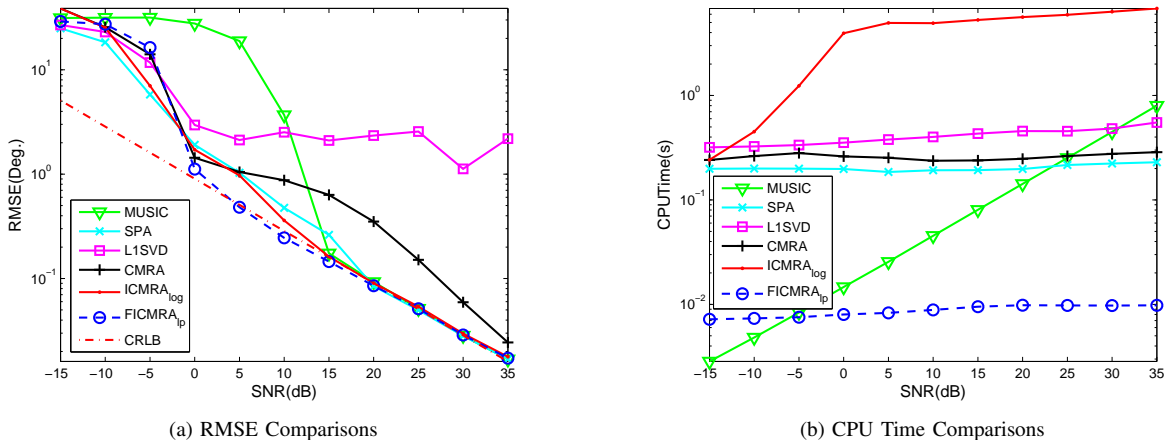 10^1
10^0
10^-1
RMSE(Deg.)
MUSIC
SPA
L1SVD
CMRA
ICMRA_log
FICMRA_lp
CRLB
−15 −10 −5 0 5 10 15 20 25 30 35
SNR(dB)
(a) RMSE Comparisons
10^0
10^-1
10^-2
CPUTime(s)
MUSIC
SPA
L1SVD
CMRA
ICMRA_log
FICMRA_lp
−15 −10 −5 0 5 10 15 20 25 30 35
SNR(dB)
(b) CPU Time Comparisons